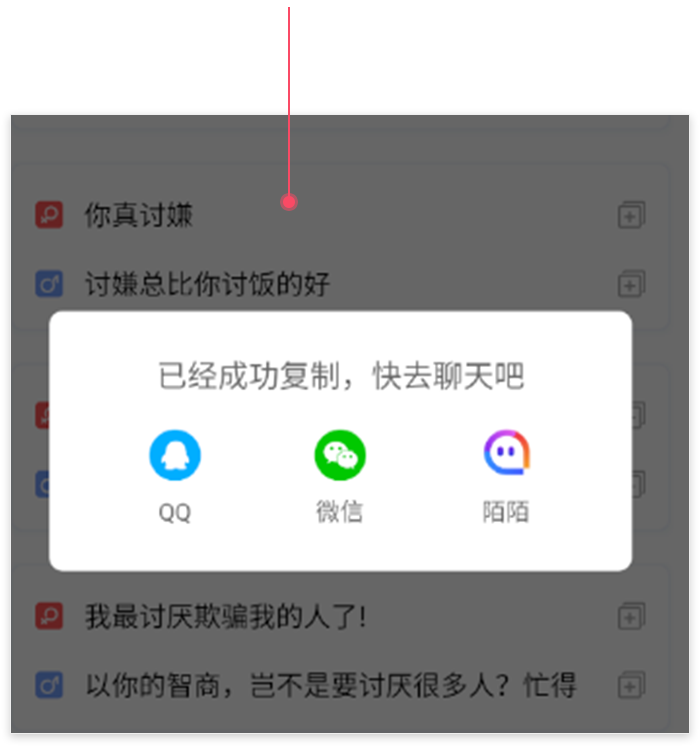 你真讨嫌
讨嫌总比你讨饭的好
已经成功复制，快去聊天吧
QQ
微信
陌陌
我最讨厌欺骗我的人了!
以你的智商，岂不是要讨厌很多人？忙得